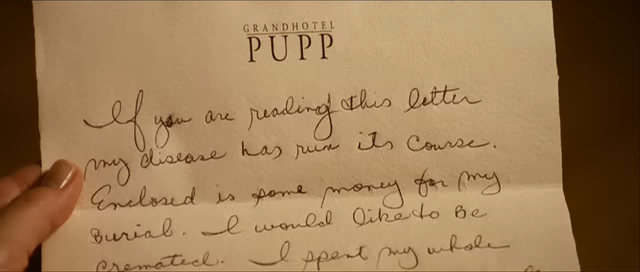 GRANDHOTEL
PUPP
If you are reading this letter
my disease has run its course.
Enclosed is some money for my
Burial. I would like to Be
cremated. I spent my whole